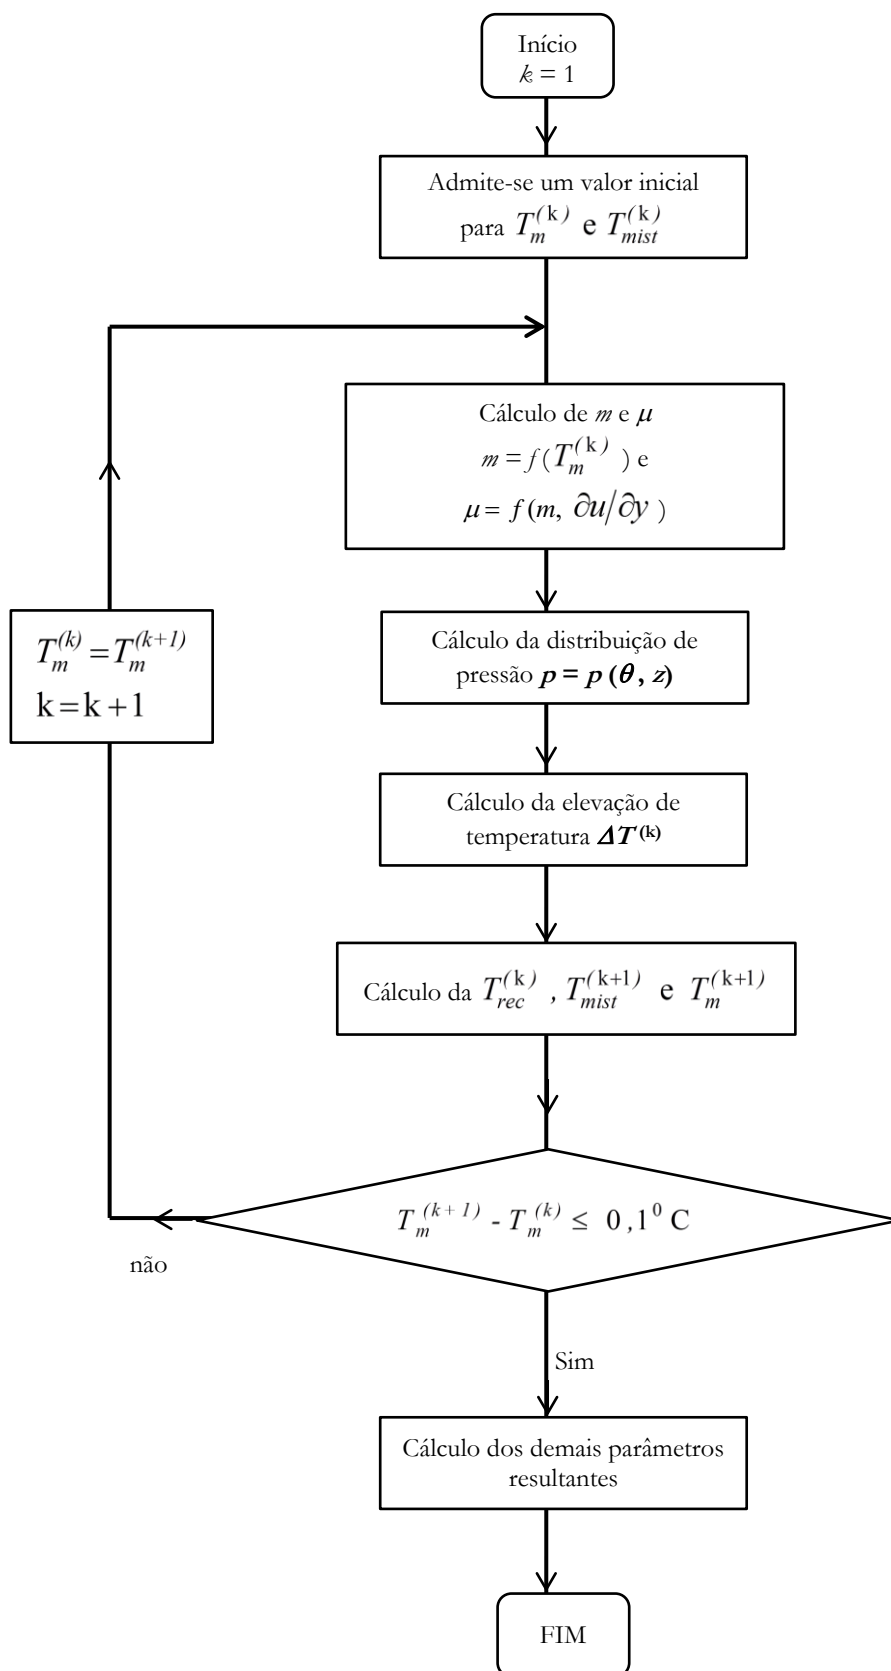 Início
k = 1
Admite-se um valor inicial
para T_m^(k) e T_mist^(k)
Cálculo de m e μ
m = f(T_m^(k) ) e
μ = f (m, ∂u/∂y )
T_m^(k) = T_m^(k+1)
k = k + 1
Cálculo da distribuição de
pressão p = p (θ, z)
Cálculo da elevação de
temperatura ΔT^(k)
Cálculo da T_rec^(k) , T_mist^(k+1) e T_m^(k+1)
T_m^(k+1) - T_m^(k) ≤ 0,1^0 C
não
Sim
Cálculo dos demais parâmetros
resultantes
FIM